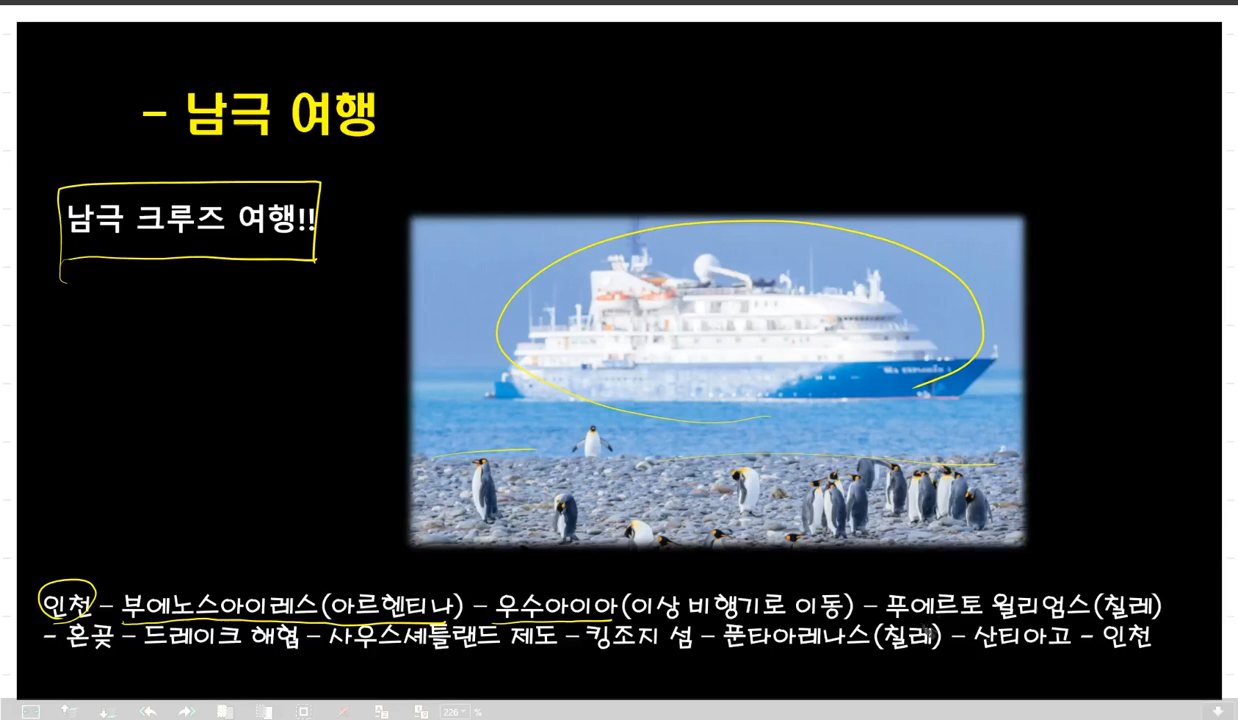 - 남극 여행
남극 크루즈 여행!!
SEA EXPLORER 1
인천 – 부에노스아이레스(아르헨티나) – 우수아이아(이상 비행기로 이동) – 푸에르토 윌리엄스(칠레)
- 혼곶 – 드레이크 해협 – 사우스셰틀랜드 제도 – 킹조지 섬 – 푼타아레나스(칠레) – 산티아고 - 인천
226 %